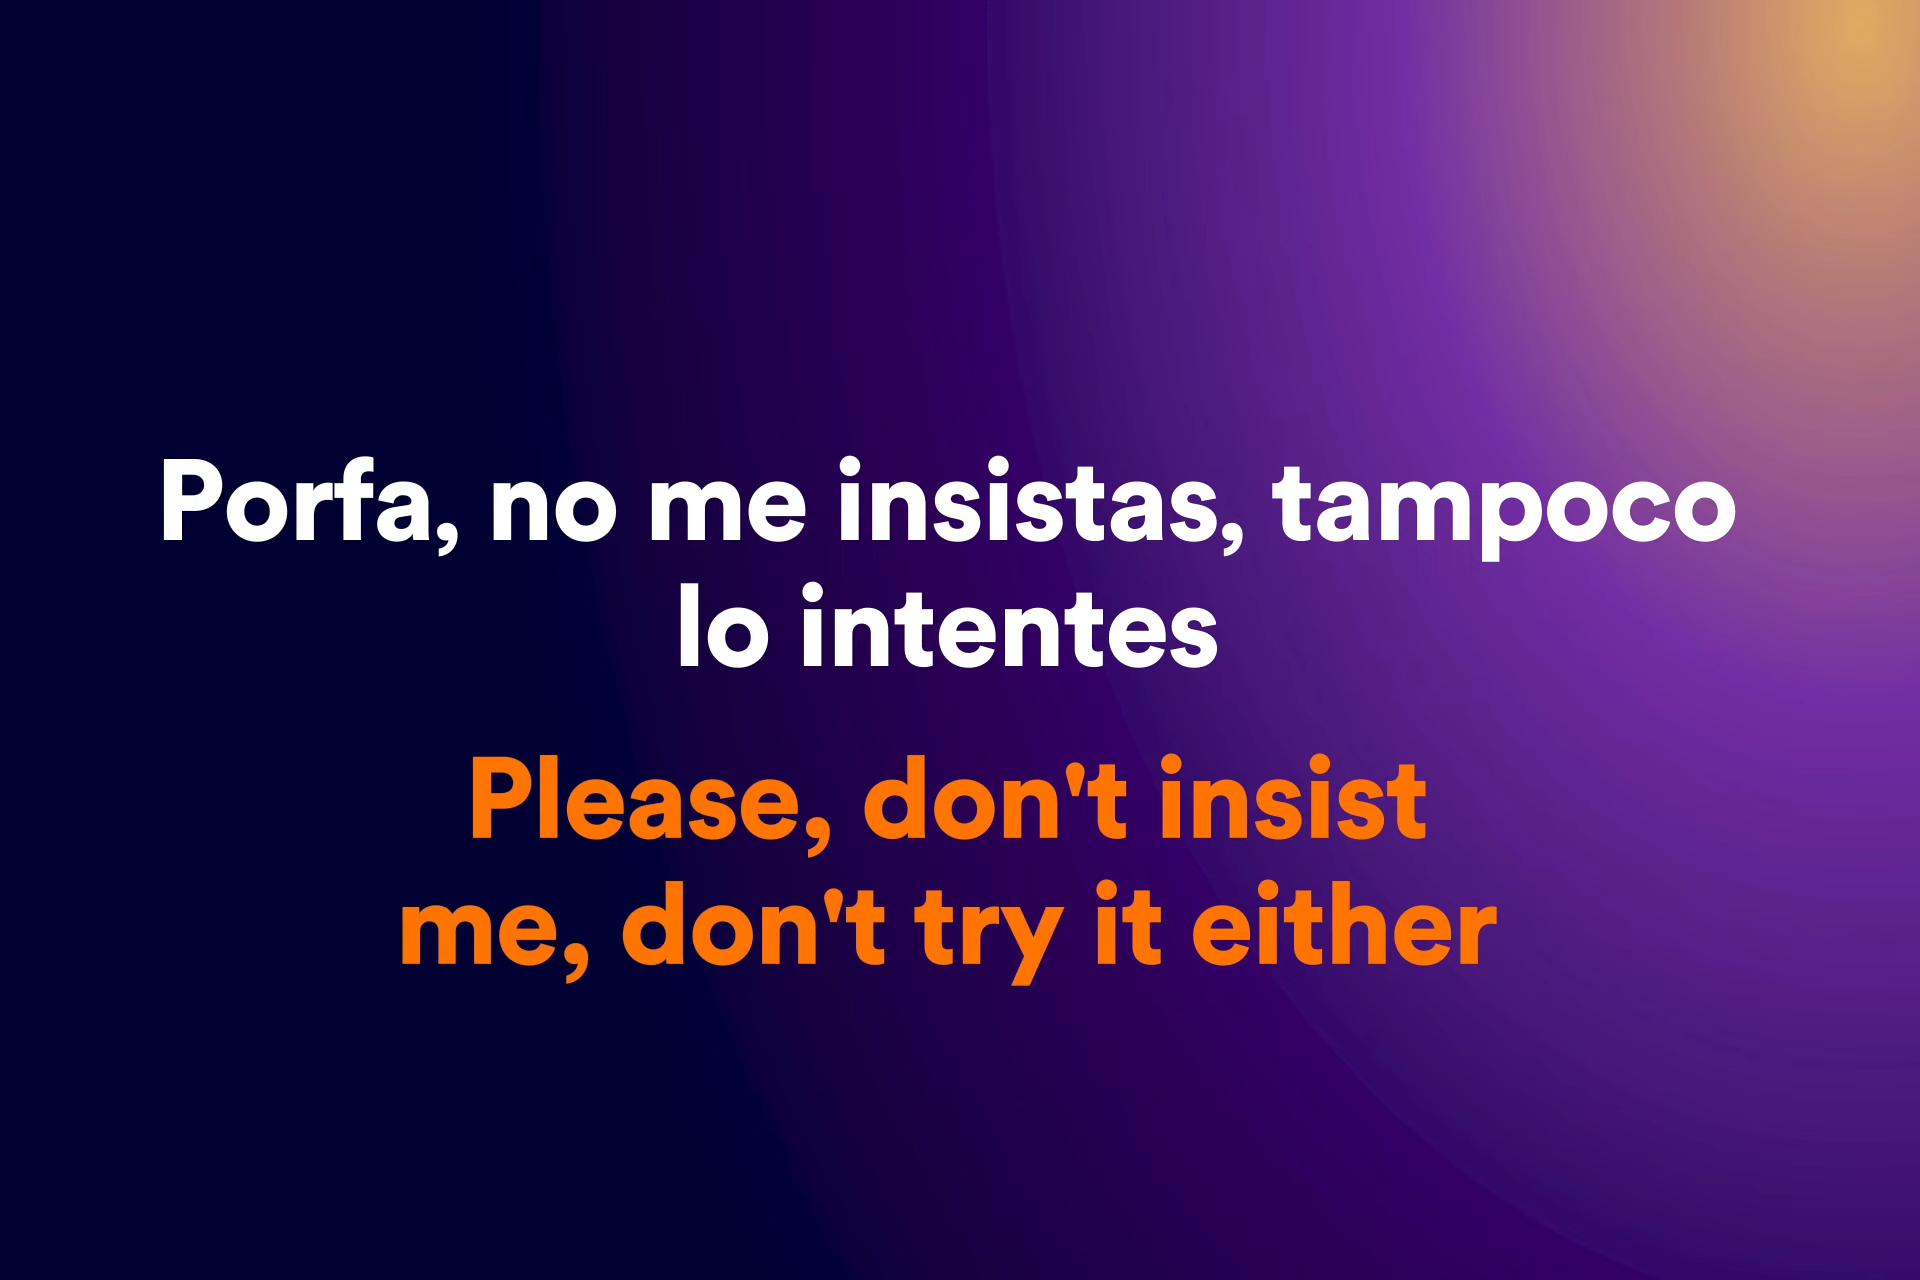 Porfa, no me insistas, tampoco
lo intentes
Please, don't insist
me, don't try it either